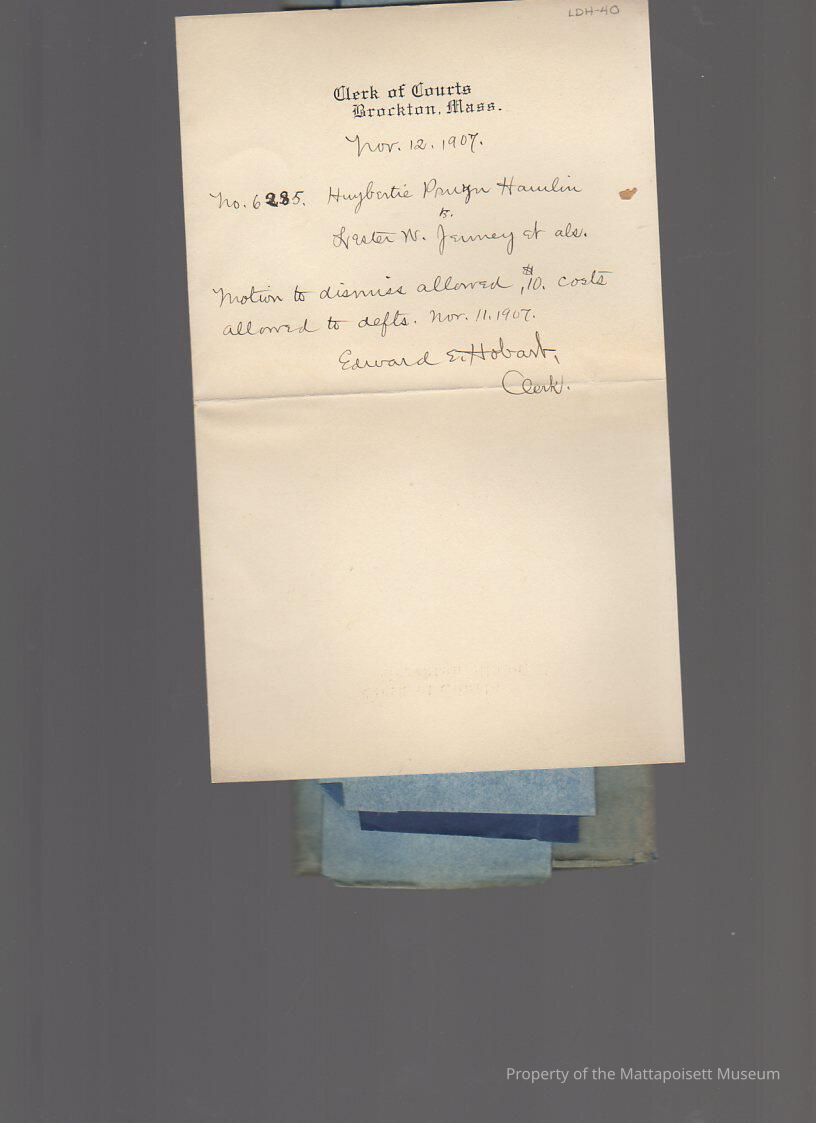 LDH-40
Clerk of Courts
Brockton, Mass.
Nov. 12, 1907.
No. 6285. Huybertie Pruyn Hamlin
v.
Lester W. Jenney et als.
Motion to dismiss allowed, $10. costs
allowed to defts. Nov. 11, 1907.
Edward E. Hobart,
Clerk.
Property of the Mattapoisett Museum